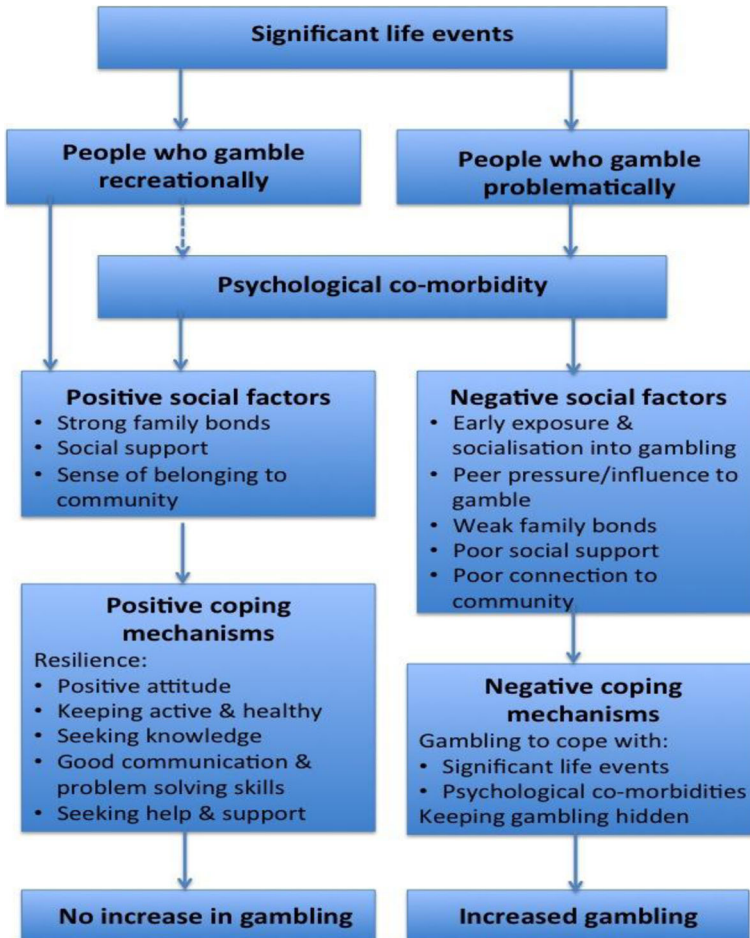 Significant life events
People who gamble
recreationally
People who gamble
problematically
Psychological co-morbidity
Positive social factors
• Strong family bonds
• Social support
• Sense of belonging to
community
Negative social factors
• Early exposure &
socialisation into gambling
• Peer pressure/influence to
gamble
• Weak family bonds
• Poor social support
• Poor connection to
community
Positive coping
mechanisms
Resilience:
• Positive attitude
• Keeping active & healthy
• Seeking knowledge
• Good communication &
problem solving skills
• Seeking help & support
Negative coping
mechanisms
Gambling to cope with:
• Significant life events
• Psychological co-morbidities
Keeping gambling hidden
No increase in gambling
Increased gambling